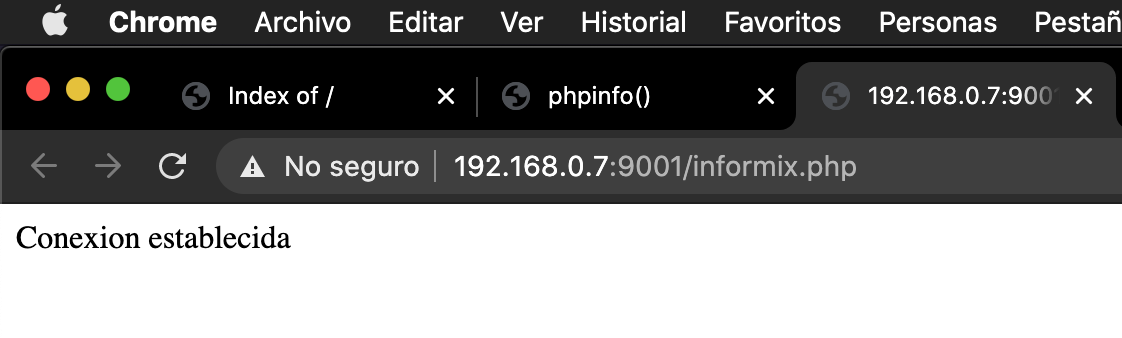 Chrome Archivo Editar Ver Historial Favoritos Personas Pestañ
Index of / phpinfo() 192.168.0.7:9001
No seguro 192.168.0.7:9001/informix.php
Conexion establecida